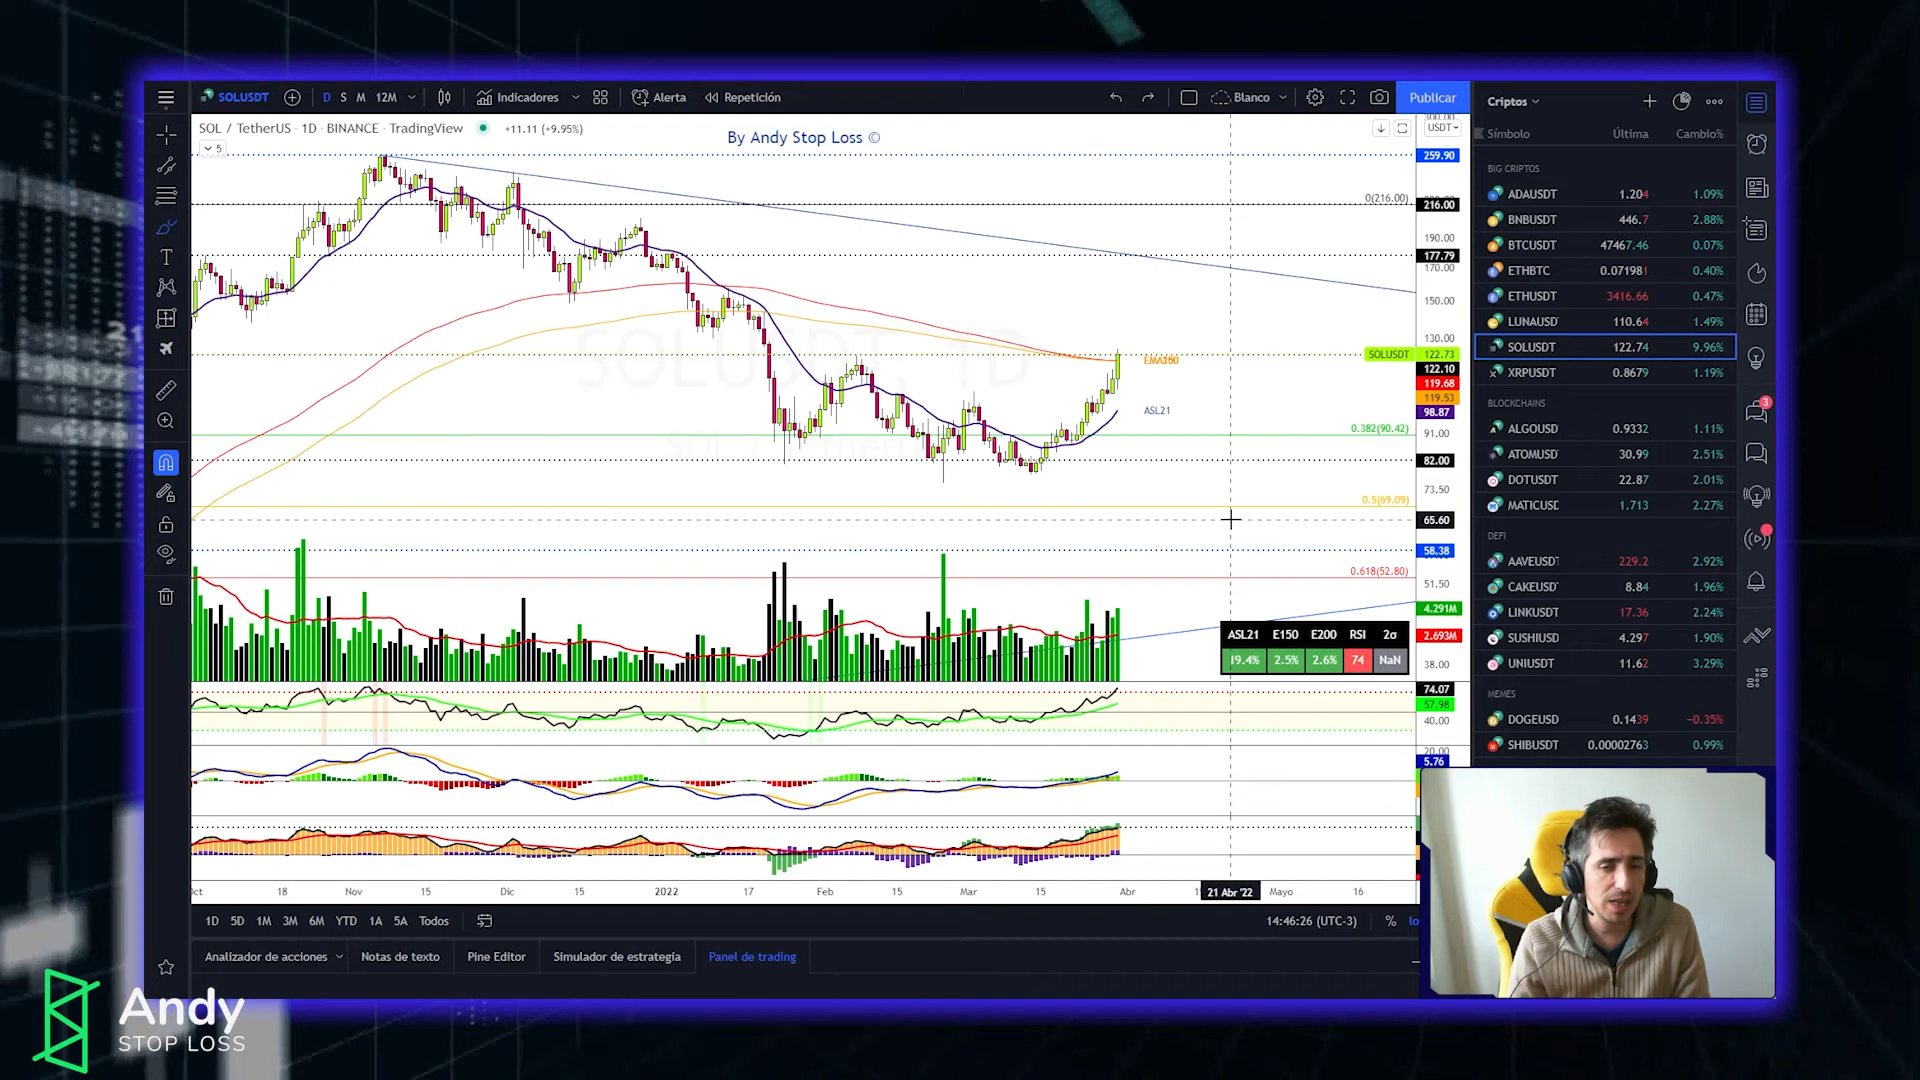 SOLUSDT D S M 12M Indicadores Alerta Repetición Blanco Publicar
SOL / TetherUS · 1D · BINANCE · TradingView +11.11 (+9.95%)
5
By Andy Stop Loss ©
USDT
259.90
0(216.00) 216.00
190.00
177.79
170.00
150.00
130.00
SOLUSDT 122.73
122.10
119.68
119.53
98.87
ASL21
0.382(90.42) 91.00
82.00
73.50
0.5(69.09)
65.60
58.38
0.618(52.80)
51.50
4.291M
2.693M
38.00
ASL21 E150 E200 RSI 2σ
19.4% 2.5% 2.6% 74 NaN
74.07
57.98
40.00
20.00
5.76
18 Nov 15 Dic 15 2022 17 Feb 15 Mar 15 Abr 21 Abr '22 Mayo 16
1D 5D 1M 3M 6M YTD 1A 5A Todos 14:46:26 (UTC-3) %
Analizador de acciones Notas de texto Pine Editor Simulador de estrategia Panel de trading
Criptos
Símbolo Última Cambio%
BIG CRIPTOS
ADAUSDT 1.204 1.09%
BNBUSDT 446.7 2.88%
BTCUSDT 47467.46 0.07%
ETHBTC 0.071981 0.40%
ETHUSDT 3416.66 0.47%
LUNAUSD 110.64 1.49%
SOLUSDT 122.74 9.96%
XRPUSDT 0.8679 1.19%
BLOCKCHAINS
ALGOUSD 0.9332 1.11%
ATOMUSD 30.99 2.51%
DOTUSDT 22.87 2.01%
MATICUSD 1.713 2.27%
DEFI
AAVEUSDT 229.2 2.92%
CAKEUSD 8.84 1.96%
LINKUSDT 17.36 2.24%
SUSHIUSD 4.297 1.90%
UNIUSDT 11.62 3.29%
MEMES
DOGEUSD 0.1439 −0.35%
SHIBUSDT 0.00002763 0.99%
3
Andy
STOP LOSS